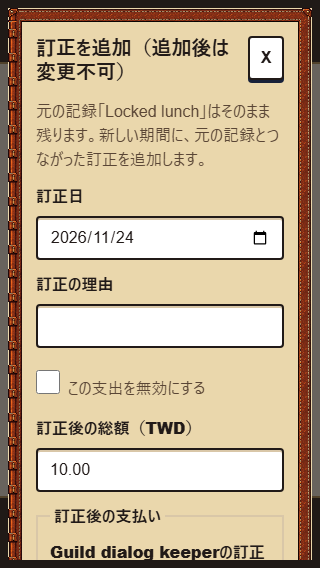 訂正を追加（追加後は
変更不可）
X
元の記録「Locked lunch」はそのまま
残ります。新しい期間に、元の記録とつ
ながった訂正を追加します。
訂正日
2026/11/24
訂正の理由
この支出を無効にする
訂正後の総額（TWD）
10.00
訂正後の支払い
Guild dialog keeperの訂正